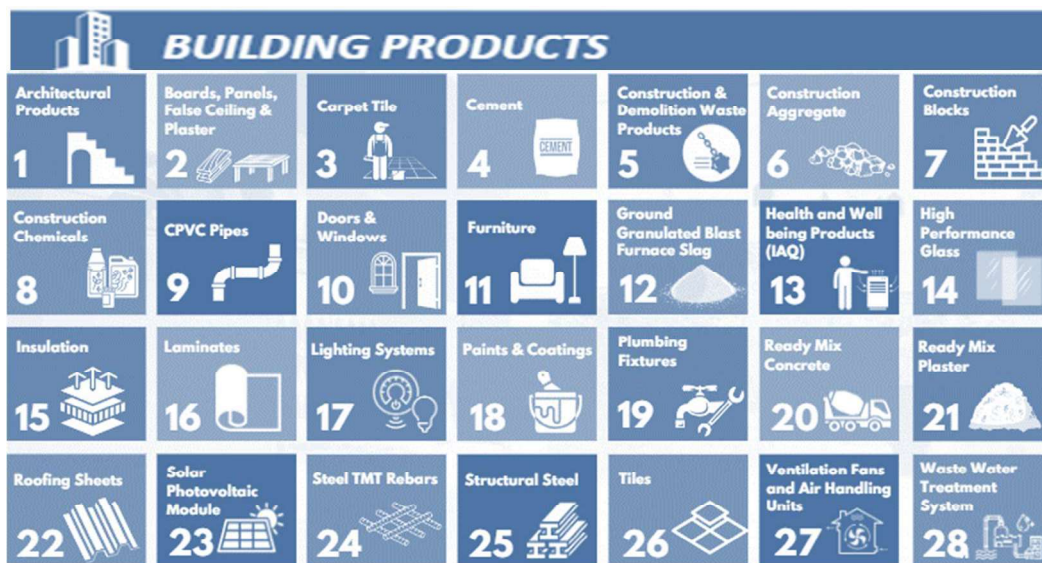 BUILDING PRODUCTS
Architectural
Products
1
Boards, Panels,
False Ceiling &
Plaster
2
Carpet Tile
3
Cement
CEMENT
4
Construction &
Demolition Waste
Products
5
Construction
Aggregate
6
Construction
Blocks
7
Construction
Chemicals
8
CPVC Pipes
9
Doors &
Windows
10
Furniture
11
Ground
Granulated Blast
Furnace Slag
12
Health and Well
being Products
(IAQ)
13
High
Performance
Glass
14
Insulation
15
Laminates
16
Lighting Systems
17
Paints & Coatings
18
Plumbing
Fixtures
19
Ready Mix
Concrete
20
Ready Mix
Plaster
21
Roofing Sheets
22
Solar
Photovoltaic
Module
23
Steel TMT Rebars
24
Structural Steel
25
Tiles
26
Ventilation Fans
and Air Handling
Units
27
Waste Water
Treatment
System
28